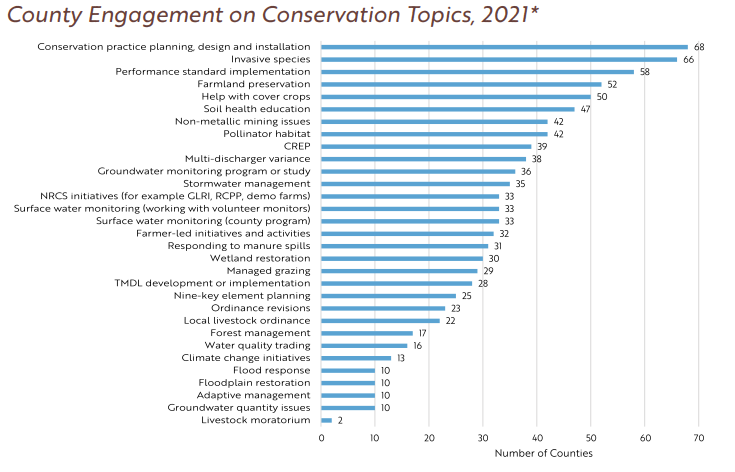 County Engagement on Conservation Topics, 2021*
Conservation practice planning, design and installation 68
Invasive species 66
Performance standard implementation 58
Farmland preservation 52
Help with cover crops 50
Soil health education 47
Non-metallic mining issues 42
Pollinator habitat 42
CREP 39
Multi-discharger variance 38
Groundwater monitoring program or study 36
Stormwater management 35
NRCS initiatives (for example GLRI, RCPP, demo farms) 33
Surface water monitoring (working with volunteer monitors) 33
Surface water monitoring (county program) 33
Farmer-led initiatives and activities 32
Responding to manure spills 31
Wetland restoration 30
Managed grazing 29
TMDL development or implementation 28
Nine-key element planning 25
Ordinance revisions 23
Local livestock ordinance 22
Forest management 17
Water quality trading 16
Climate change initiatives 13
Flood response 10
Floodplain restoration 10
Adaptive management 10
Groundwater quantity issues 10
Livestock moratorium 2
0 10 20 30 40 50 60 70
Number of Counties